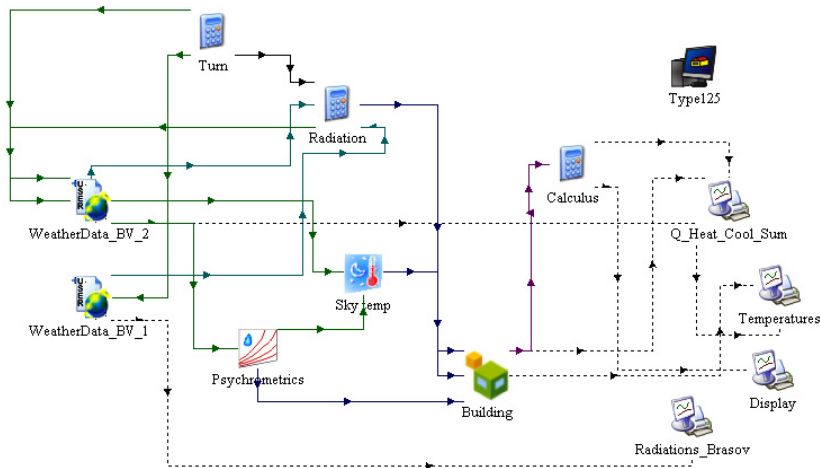 Turn
Type125
Radiation
Calculus
WeatherData_BV_2
Q_Heat_Cool_Sum
Sky temp
WeatherData_BV_1
Temperatures
Psychrometrics
Building
Display
Radiations_Brasov